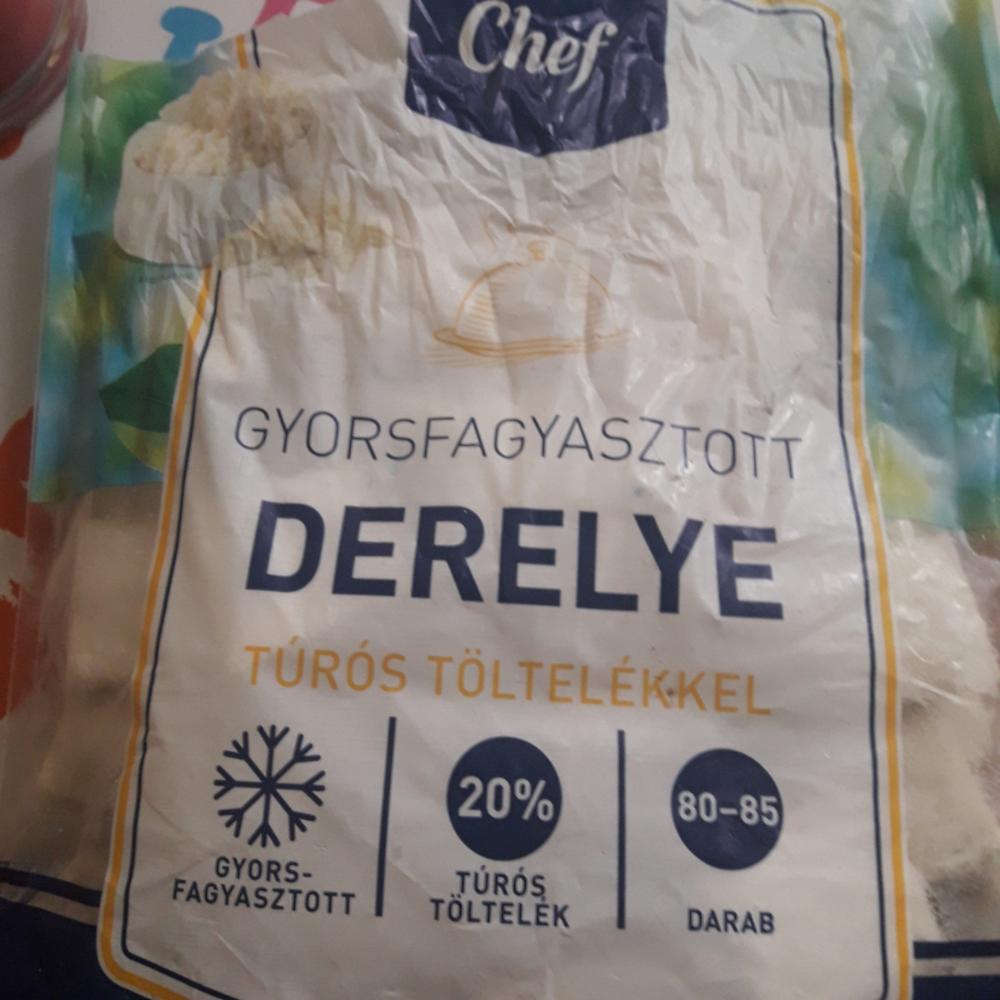 Chef
GYORSFAGYASZTOTT
DERELYE
TÚRÓS TÖLTELÉKKEL
GYORS-
FAGYASZTOTT
20%
TÚRÓS
TÖLTELÉK
80–85
DARAB